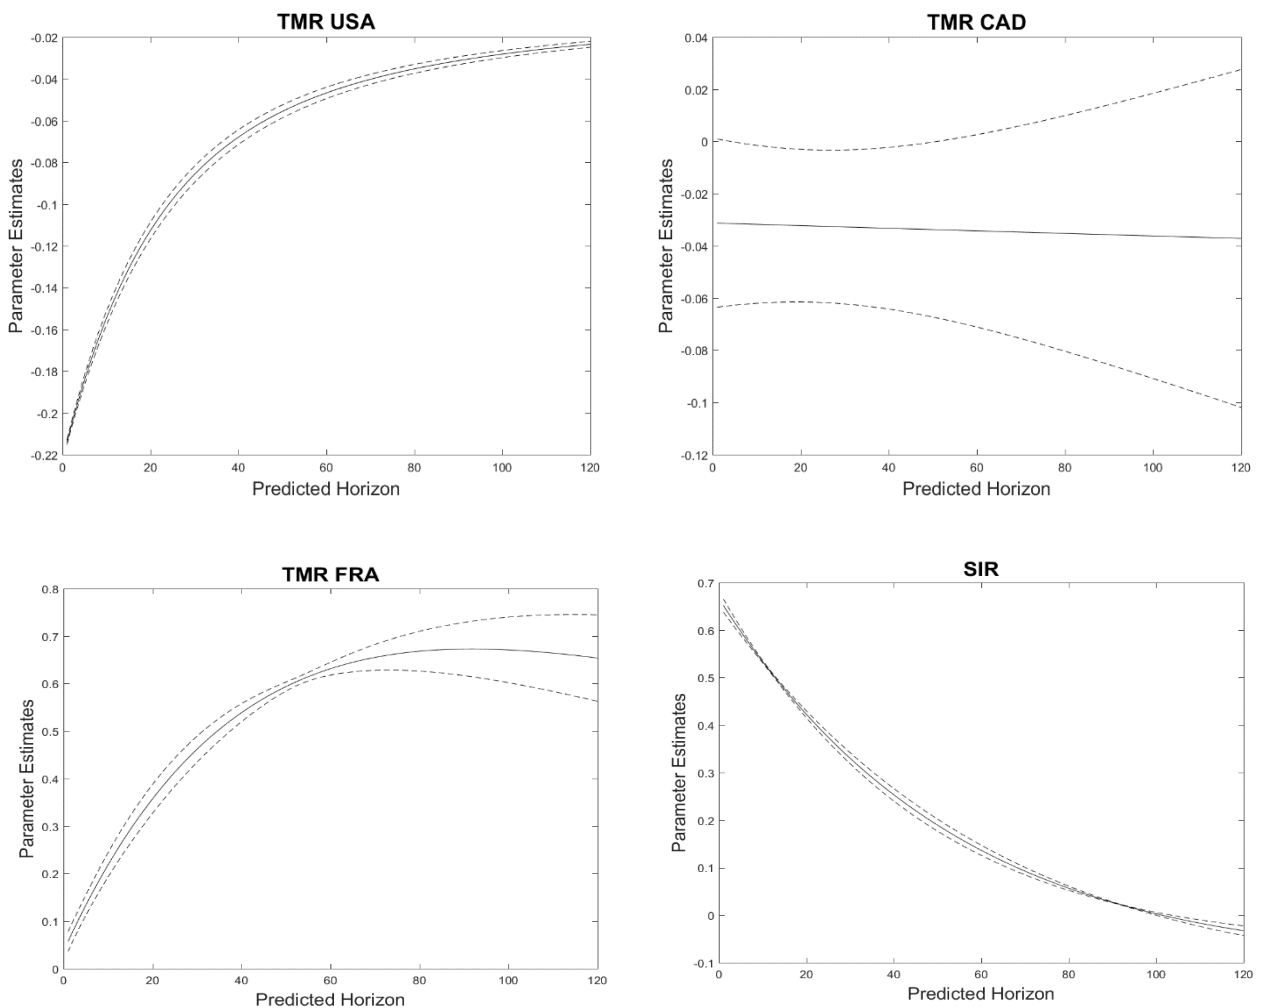 TMR USA
-0.02
-0.04
-0.06
-0.08
-0.1
-0.12
-0.14
-0.16
-0.18
-0.2
-0.22
Parameter Estimates
0 20 40 60 80 100 120
Predicted Horizon
TMR CAD
0.04
0.02
0
-0.02
-0.04
-0.06
-0.08
-0.1
-0.12
Parameter Estimates
0 20 40 60 80 100 120
Predicted Horizon
TMR FRA
0.8
0.7
0.6
0.5
0.4
0.3
0.2
0.1
0
Parameter Estimates
0 20 40 60 80 100 120
Predicted Horizon
SIR
0.7
0.6
0.5
0.4
0.3
0.2
0.1
0
-0.1
Parameter Estimates
0 20 40 60 80 100 120
Predicted Horizon